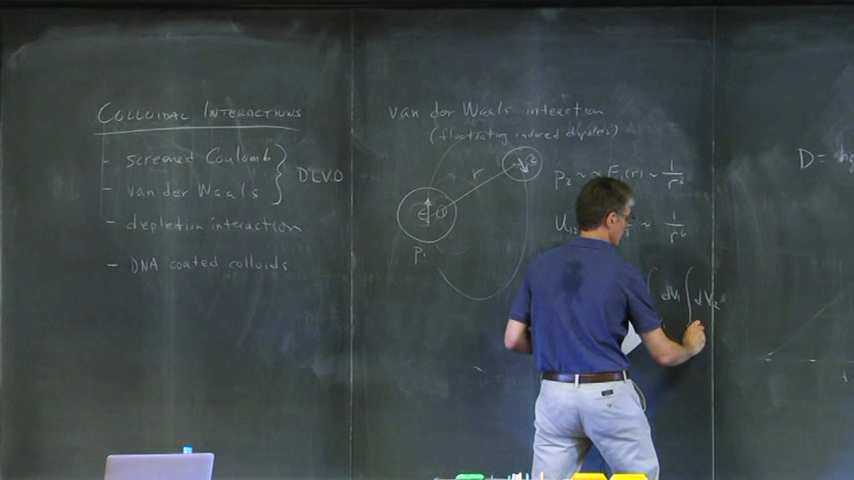 COLLOIDAL INTERACTIONS
- screened Coulomb
- van der Waals } DLVO
- depletion interaction
- DNA coated colloids
van der Waals interaction
(fluctuating induced dipoles)
r
2
p₁
p₂ ~ α E₁(r) ~ 1/r³
U₁₂ ~ 1/r⁶
∫ dV₁ ∫ dV₂
D =